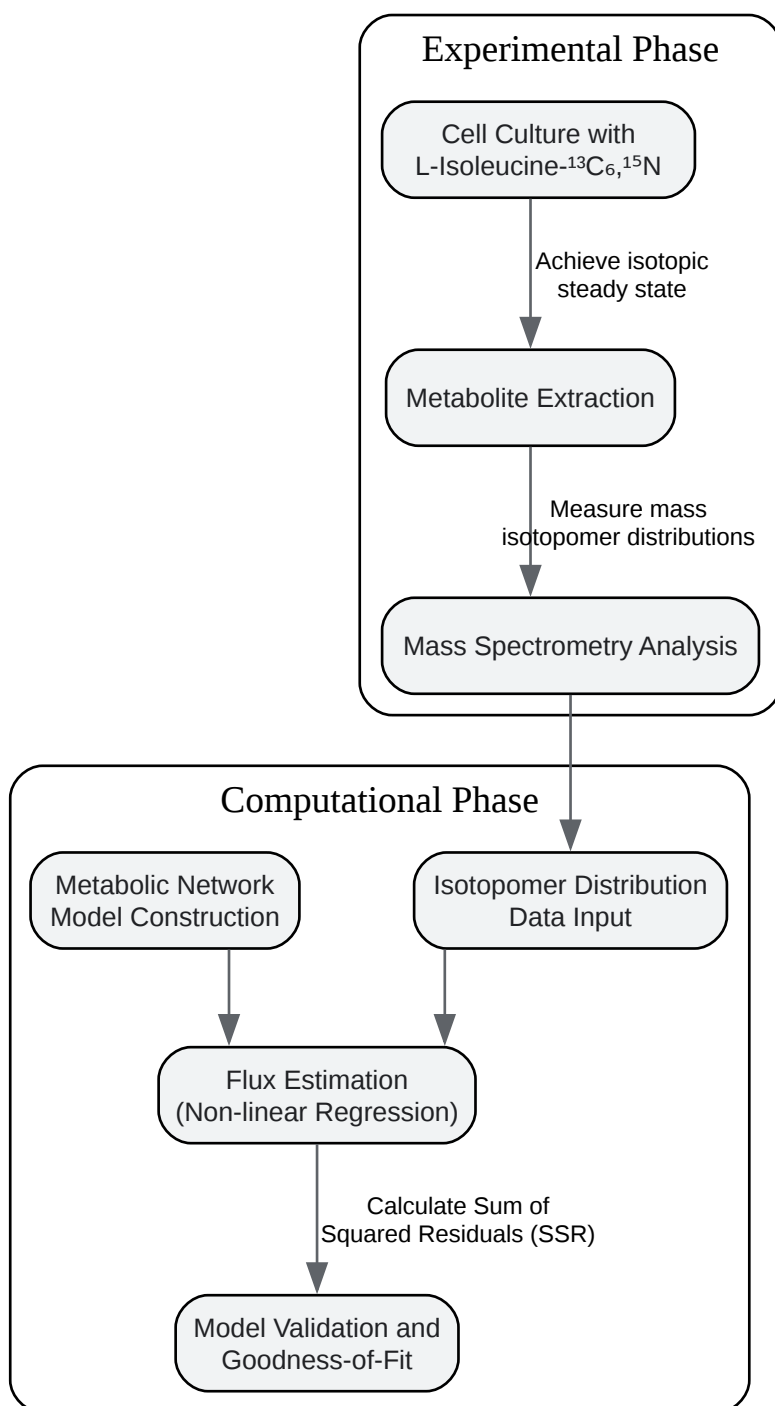 Experimental Phase
Cell Culture with
L-Isoleucine-¹³C₆,¹⁵N
Achieve isotopic
steady state
Metabolite Extraction
Measure mass
isotopomer distributions
Mass Spectrometry Analysis
Computational Phase
Metabolic Network
Model Construction
Isotopomer Distribution
Data Input
Flux Estimation
(Non-linear Regression)
Calculate Sum of
Squared Residuals (SSR)
Model Validation and
Goodness-of-Fit